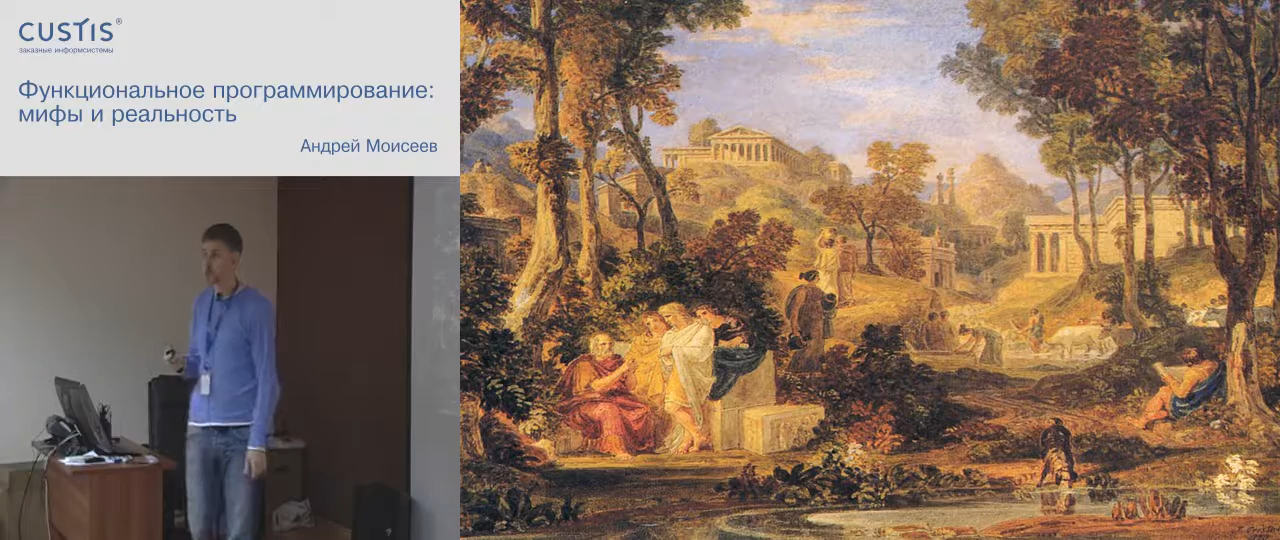 CUSTIS®
заказные информсистемы
Функциональное программирование:
мифы и реальность
Андрей Моисеев